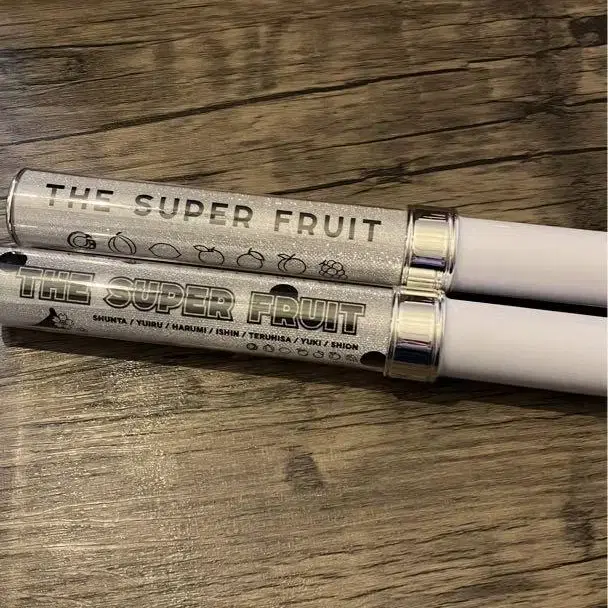 THE SUPER FRUIT
THE SUPER FRUIT
SHUNTA / YUIRU / HARUMI / ISHIN / TERUHISA / YUKI / SHION